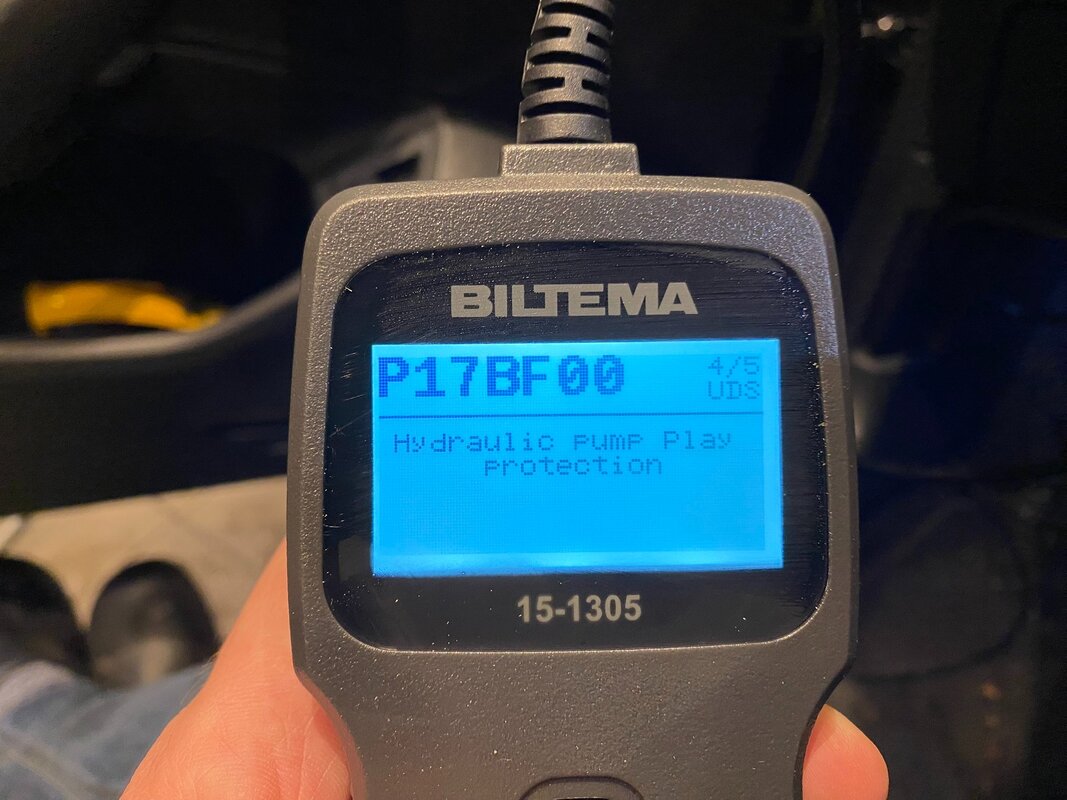 BILTEMA
P17BF00 4/5
UDS
Hydraulic pump Play
protection
15-1305